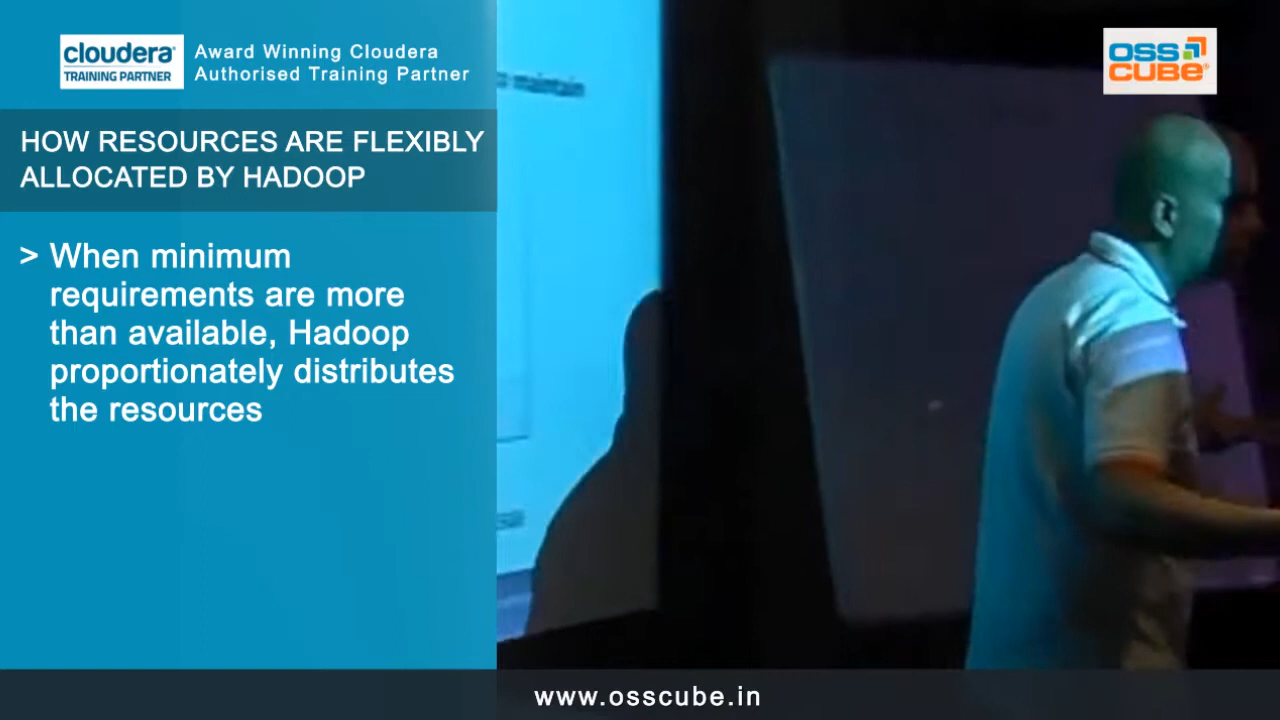 cloudera
TRAINING PARTNER
Award Winning Cloudera
Authorised Training Partner
OSS
CUBE
HOW RESOURCES ARE FLEXIBLY
ALLOCATED BY HADOOP
> When minimum
requirements are more
than available, Hadoop
proportionately distributes
the resources
maintain
www.osscube.in